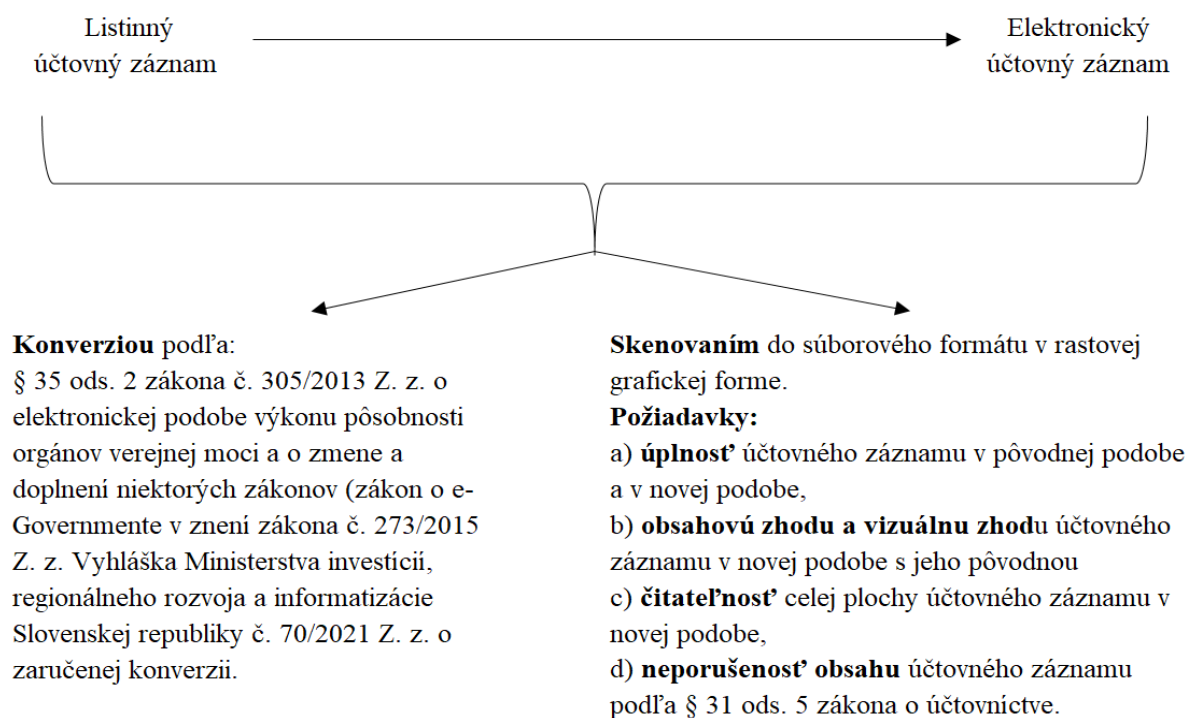 Listinný
účtovný záznam
Elektronický
účtovný záznam
Konverziou podľa:
§ 35 ods. 2 zákona č. 305/2013 Z. z. o
elektronickej podobe výkonu pôsobnosti
orgánov verejnej moci a o zmene a
doplnení niektorých zákonov (zákon o e-
Governmente v znení zákona č. 273/2015
Z. z. Vyhláška Ministerstva investícií,
regionálneho rozvoja a informatizácie
Slovenskej republiky č. 70/2021 Z. z. o
zaručenej konverzii.
Skenovaním do súborového formátu v rastovej
grafickej forme.
Požiadavky:
a) úplnosť účtovného záznamu v pôvodnej podobe
a v novej podobe,
b) obsahovú zhodu a vizuálnu zhodu účtovného
záznamu v novej podobe s jeho pôvodnou
c) čitateľnosť celej plochy účtovného záznamu v
novej podobe,
d) neporušenosť obsahu účtovného záznamu
podľa § 31 ods. 5 zákona o účtovníctve.